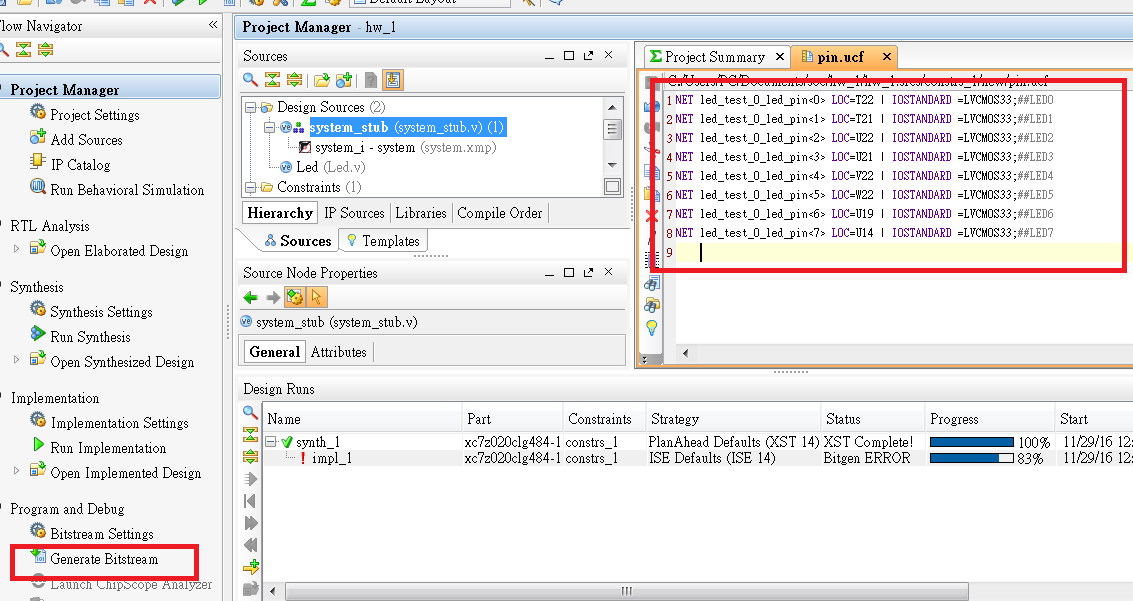 Default Layout
Flow Navigator
Project Manager
Project Settings
Add Sources
IP Catalog
Run Behavioral Simulation
RTL Analysis
Open Elaborated Design
Synthesis
Synthesis Settings
Run Synthesis
Open Synthesized Design
Implementation
Implementation Settings
Run Implementation
Open Implemented Design
Program and Debug
Bitstream Settings
Generate Bitstream
Launch ChipScope Analyzer
Project Manager - hw_1
Sources
Design Sources (2)
system_stub (system_stub.v) (1)
system_i - system (system.xmp)
Led (Led.v)
Constraints (1)
Hierarchy IP Sources Libraries Compile Order
Sources Templates
Source Node Properties
system_stub (system_stub.v)
General Attributes
Project Summary pin.ucf
1 NET led_test_0_led_pin<0> LOC=T22 | IOSTANDARD =LVCMOS33;##LED0
2 NET led_test_0_led_pin<1> LOC=T21 | IOSTANDARD =LVCMOS33;##LED1
3 NET led_test_0_led_pin<2> LOC=U22 | IOSTANDARD =LVCMOS33;##LED2
4 NET led_test_0_led_pin<3> LOC=U21 | IOSTANDARD =LVCMOS33;##LED3
5 NET led_test_0_led_pin<4> LOC=V22 | IOSTANDARD =LVCMOS33;##LED4
6 NET led_test_0_led_pin<5> LOC=W22 | IOSTANDARD =LVCMOS33;##LED5
7 NET led_test_0_led_pin<6> LOC=U19 | IOSTANDARD =LVCMOS33;##LED6
8 NET led_test_0_led_pin<7> LOC=U14 | IOSTANDARD =LVCMOS33;##LED7
9
Design Runs
Name Part Constraints Strategy Status Progress Start
synth_1 xc7z020clg484-1 constrs_1 PlanAhead Defaults (XST 14) XST Complete! 100% 11/29/16 12:
impl_1 xc7z020clg484-1 constrs_1 ISE Defaults (ISE 14) Bitgen ERROR 83% 11/29/16 12: